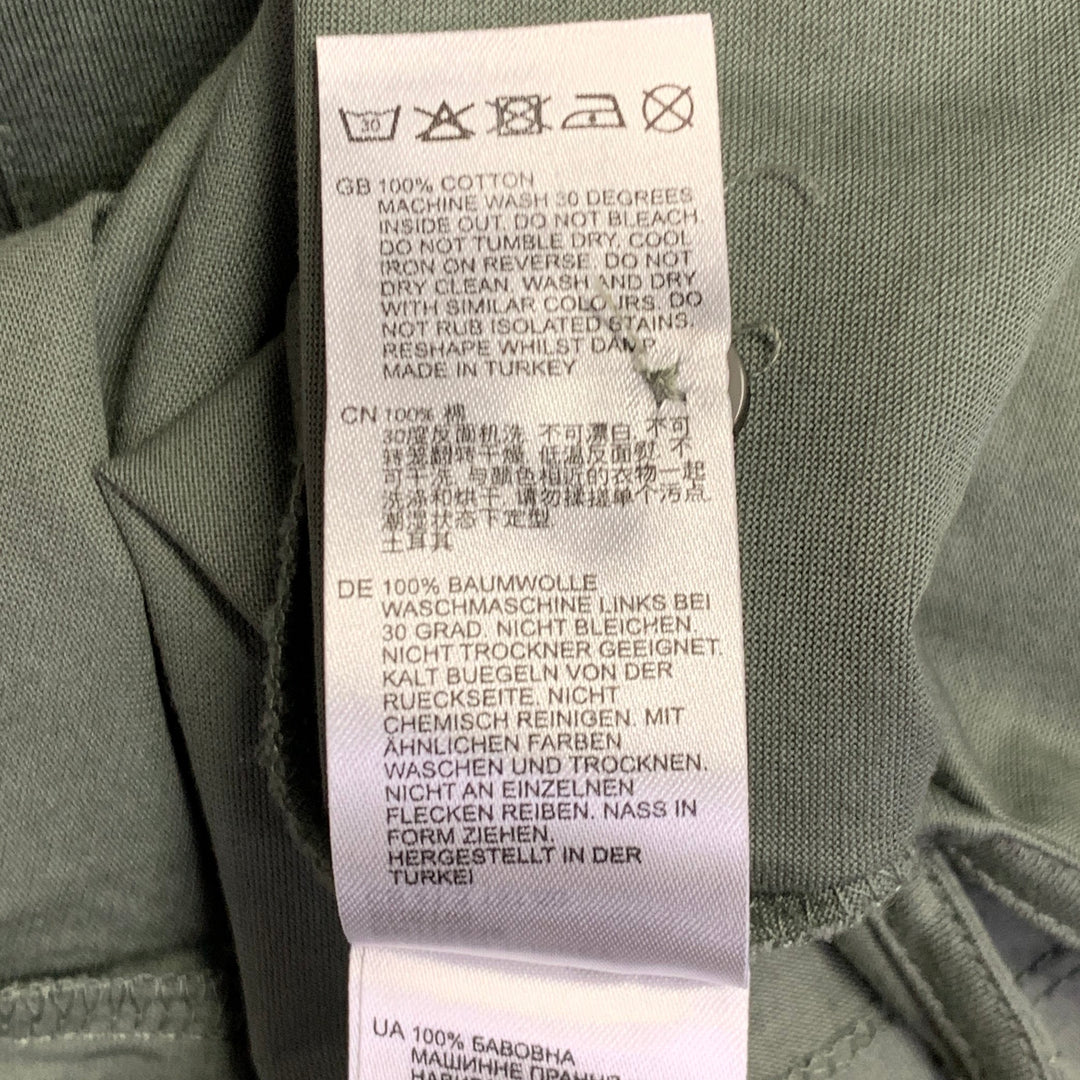 30
GB 100% COTTON
MACHINE WASH 30 DEGREES
INSIDE OUT. DO NOT BLEACH.
DO NOT TUMBLE DRY. COOL
IRON ON REVERSE. DO NOT
DRY CLEAN. WASH AND DRY
WITH SIMILAR COLOURS. DO
NOT RUB ISOLATED STAINS.
RESHAPE WHILST DAMP
MADE IN TURKEY
CN 100% 棉
30度反面机洗 不可漂白 不可
转笼翻转干燥 低温反面熨 不
可干洗 与颜色相近的衣物一起
洗涤和烘干 请勿揉搓单个污点
潮湿状态下定型
土耳其
DE 100% BAUMWOLLE
WASCHMASCHINE LINKS BEI
30 GRAD. NICHT BLEICHEN.
NICHT TROCKNER GEEIGNET.
KALT BUEGELN VON DER
RUECKSEITE. NICHT
CHEMISCH REINIGEN. MIT
ÄHNLICHEN FARBEN
WASCHEN UND TROCKNEN.
NICHT AN EINZELNEN
FLECKEN REIBEN. NASS IN
FORM ZIEHEN.
HERGESTELLT IN DER
TURKEI
UA 100% БАВОВНА
МАШИННЕ ПРАННЯ